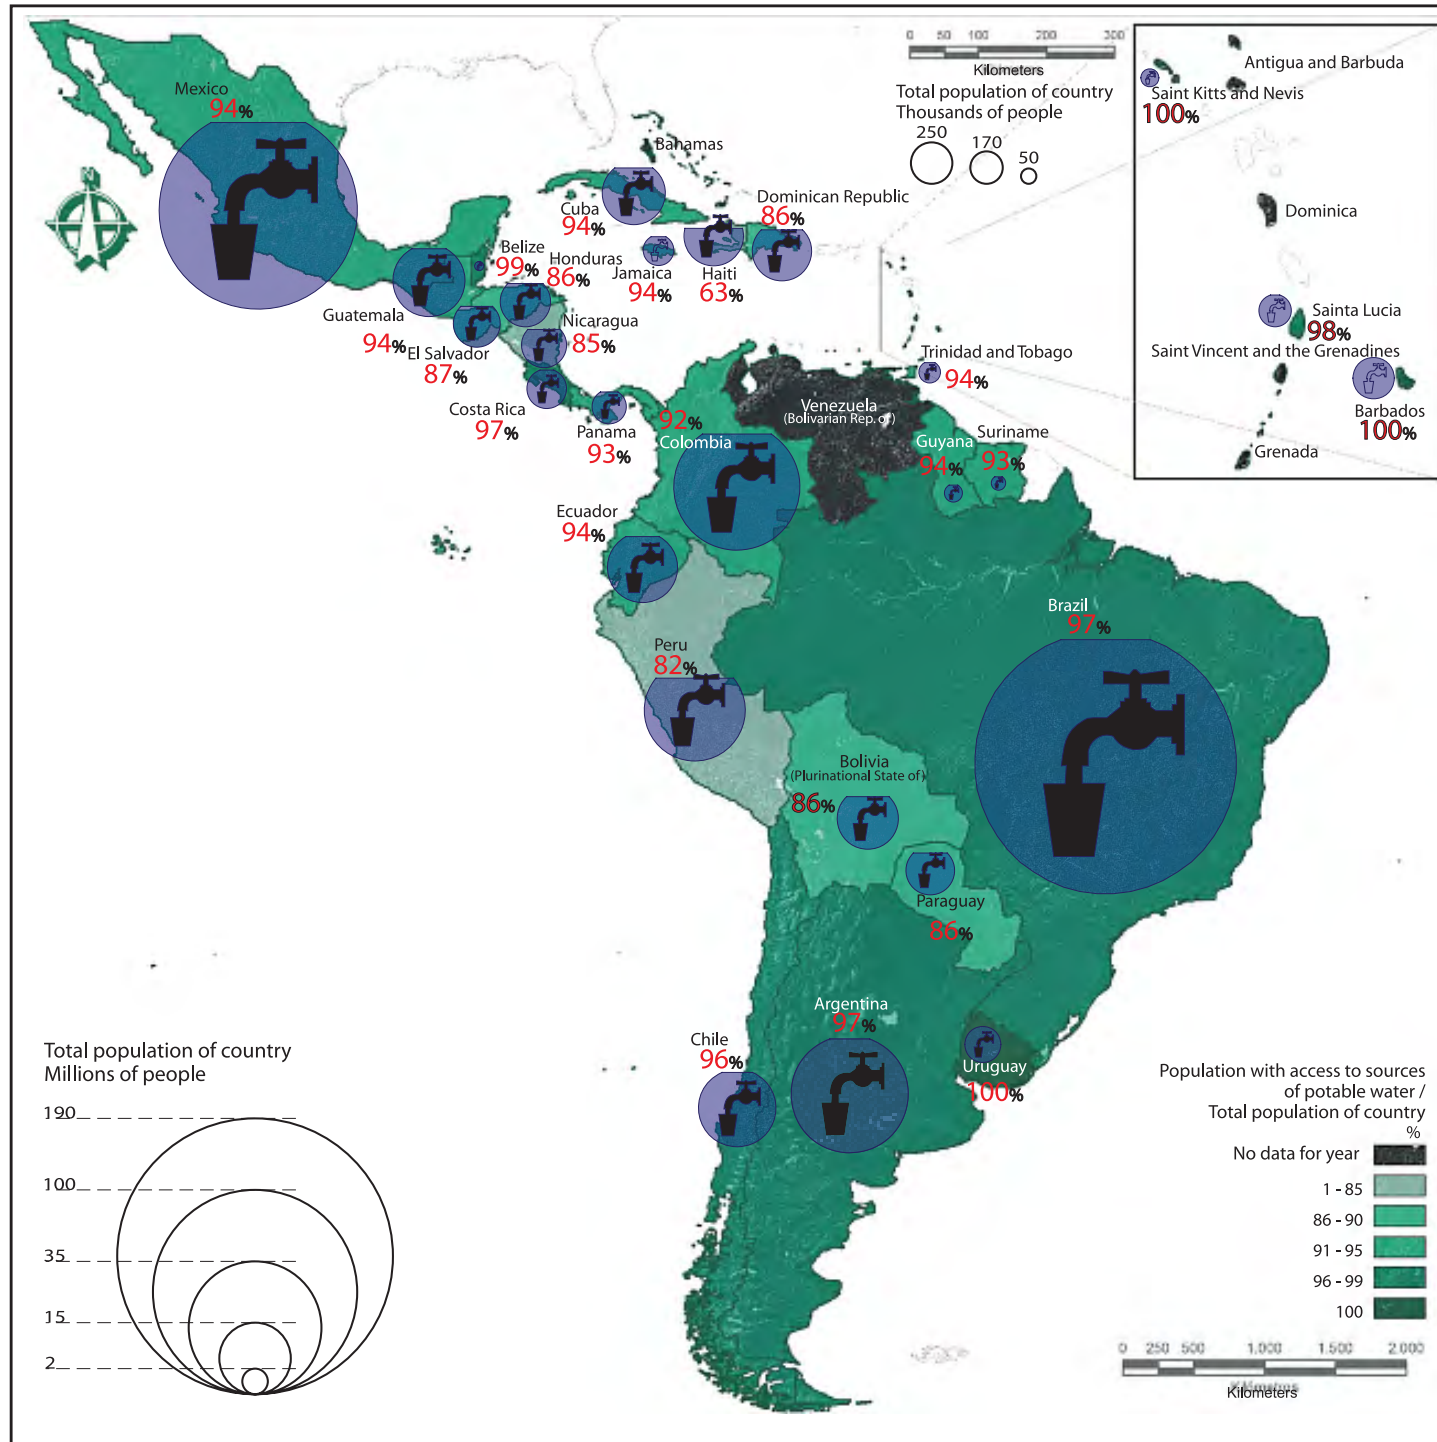 Mexico
94%
N
Bahamas
Cuba
94%
Dominican Republic
86%
Jamaica
94%
Haiti
63%
Belize
99%
Honduras
86%
Guatemala
94%
El Salvador
87%
Nicaragua
85%
Costa Rica
97%
Panama
93%
0 50 100 200 300
Kilometers
Total population of country
Thousands of people
250
170
50
Antigua and Barbuda
Saint Kitts and Nevis
100%
Dominica
Sainta Lucia
98%
Saint Vincent and the Grenadines
Barbados
100%
Grenada
Trinidad and Tobago
94%
Venezuela
(Bolivarian Rep. of)
92%
Colombia
Guyana
94%
Suriname
93%
Ecuador
94%
Peru
82%
Brazil
97%
Bolivia
(Plurinational State of)
86%
Paraguay
86%
Argentina
97%
Chile
96%
Uruguay
100%
Total population of country
Millions of people
190
100
35
15
2
Population with access to sources
of potable water /
Total population of country
%
No data for year
1 - 85
86 - 90
91 - 95
96 - 99
100
0 250 500 1.000 1.500 2.000
Kilometers